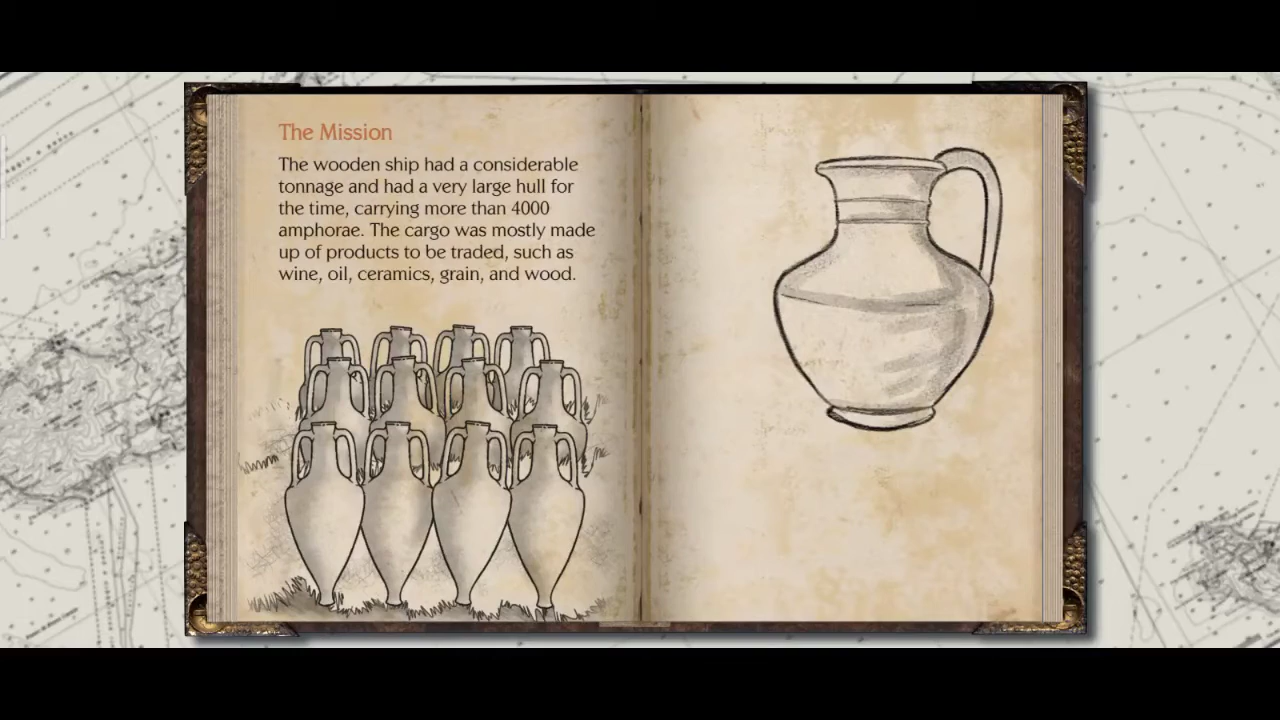 The Mission
The wooden ship had a considerable
tonnage and had a very large hull for
the time, carrying more than 4000
amphorae. The cargo was mostly made
up of products to be traded, such as
wine, oil, ceramics, grain, and wood.